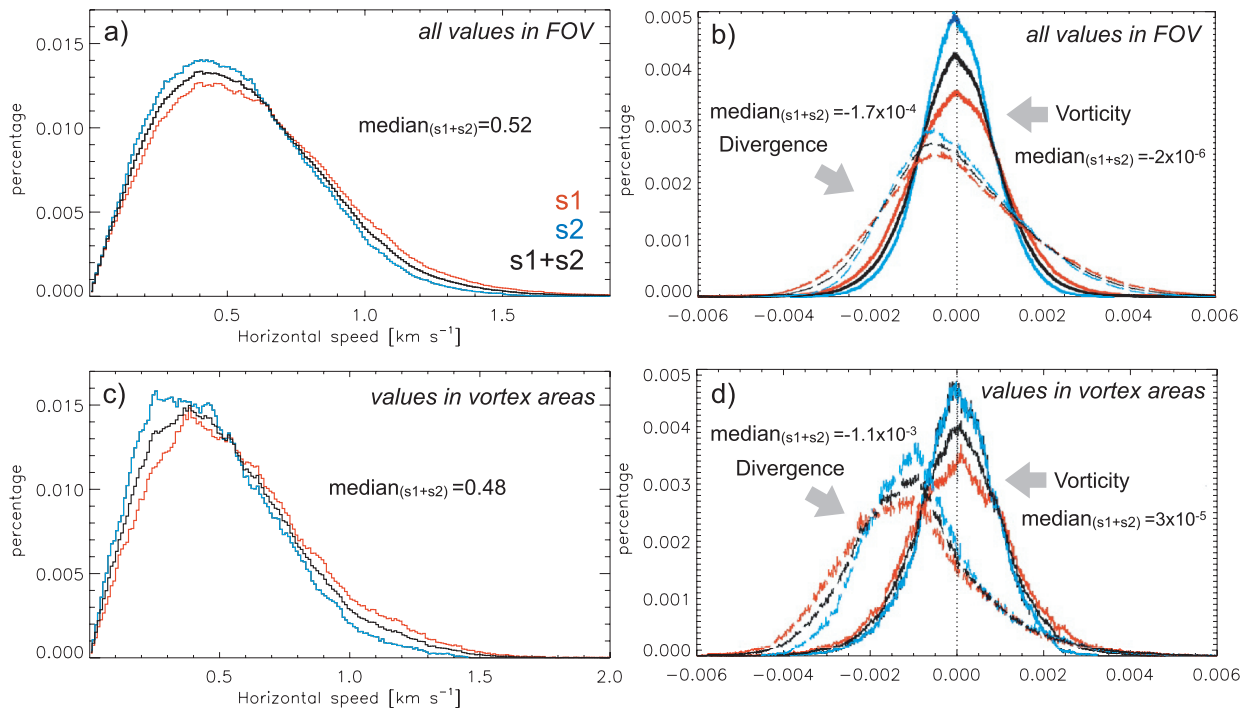 a)
all values in FOV
percentage
0.015
0.010
0.005
0.000
median(s1+s2)=0.52
s1
s2
s1+s2
0.5
1.0
1.5
Horizontal speed [km s⁻¹]
b)
all values in FOV
percentage
0.005
0.004
0.003
0.002
0.001
0.000
median(s1+s2) =-1.7x10⁻⁴
Divergence
Vorticity
median(s1+s2) =-2x10⁻⁶
−0.006
−0.004
−0.002
0.000
0.002
0.004
0.006
c)
values in vortex areas
percentage
0.015
0.010
0.005
0.000
median(s1+s2)=0.48
0.5
1.0
1.5
2.0
Horizontal speed [km s⁻¹]
d)
values in vortex areas
percentage
0.005
0.004
0.003
0.002
0.001
0.000
median(s1+s2) =-1.1x10⁻³
Divergence
Vorticity
median(s1+s2) =3x10⁻⁵
−0.006
−0.004
−0.002
0.000
0.002
0.004
0.006